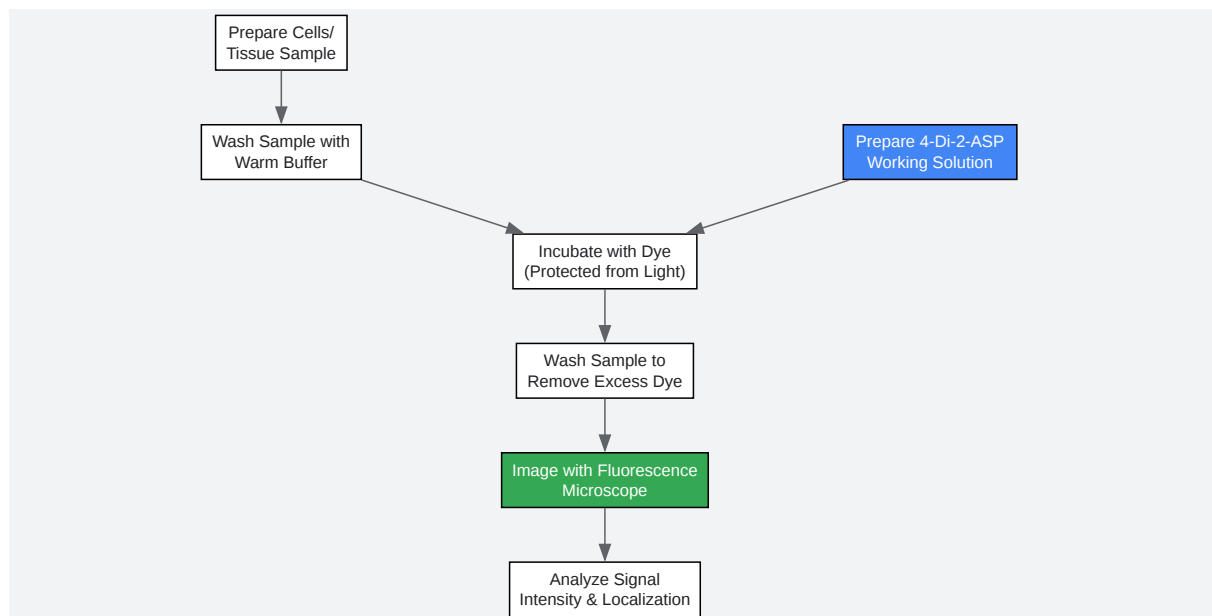 Prepare Cells/
Tissue Sample
Wash Sample with
Warm Buffer
Prepare 4-Di-2-ASP
Working Solution
Incubate with Dye
(Protected from Light)
Wash Sample to
Remove Excess Dye
Image with Fluorescence
Microscope
Analyze Signal
Intensity & Localization